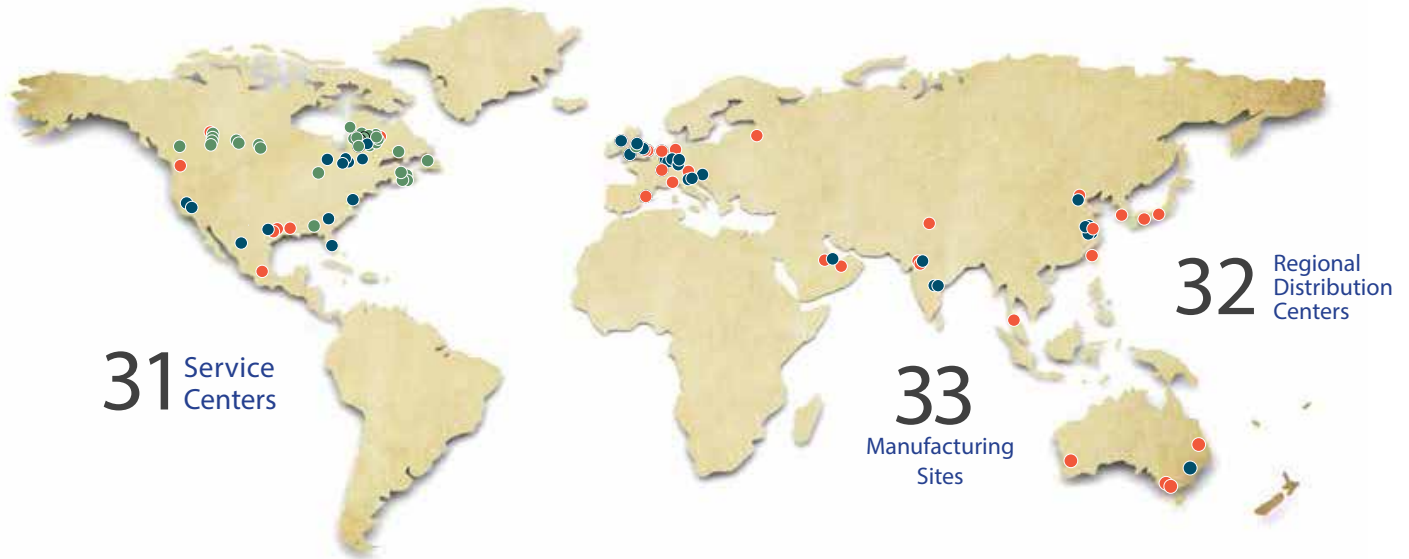 32
Regional
Distribution
Centers
31
Service
Centers
33
Manufacturing
Sites